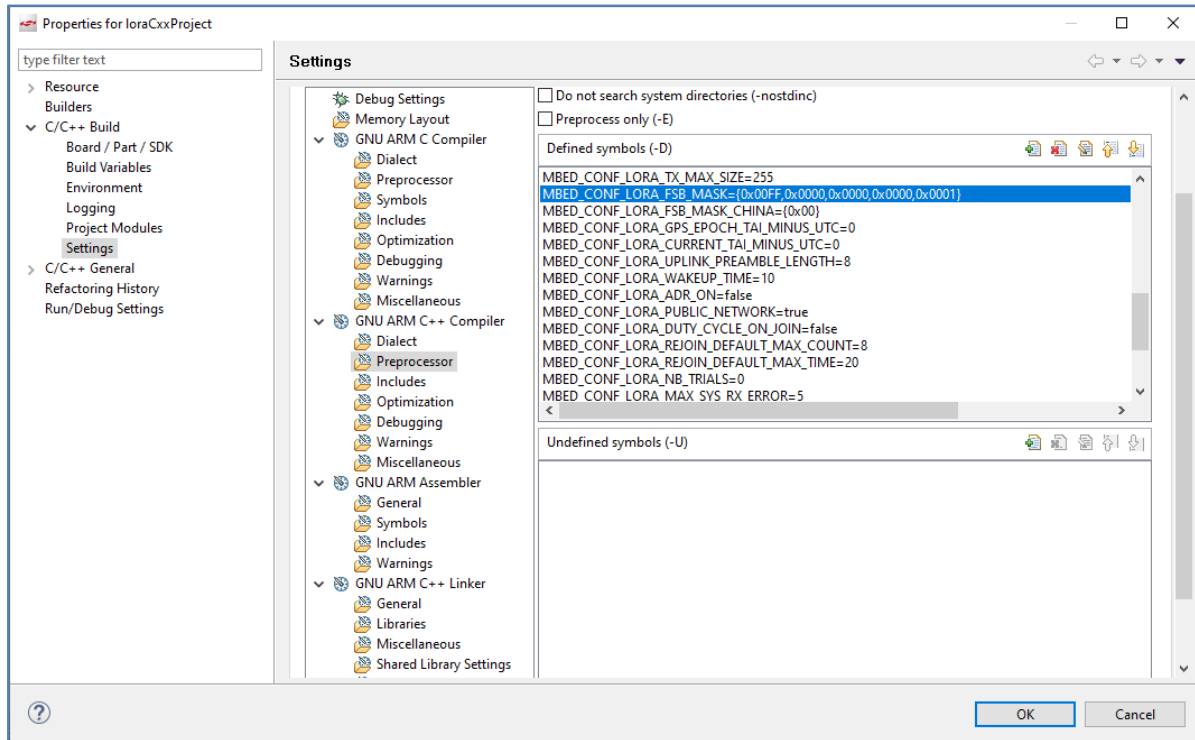 Properties for loraCxxProject
type filter text
Resource
Builders
C/C++ Build
Board / Part / SDK
Build Variables
Environment
Logging
Project Modules
Settings
C/C++ General
Refactoring History
Run/Debug Settings
Settings
Debug Settings
Memory Layout
GNU ARM C Compiler
Dialect
Preprocessor
Symbols
Includes
Optimization
Debugging
Warnings
Miscellaneous
GNU ARM C++ Compiler
Dialect
Preprocessor
Includes
Optimization
Debugging
Warnings
Miscellaneous
GNU ARM Assembler
General
Symbols
Includes
Warnings
GNU ARM C++ Linker
General
Libraries
Miscellaneous
Shared Library Settings
Do not search system directories (-nostdinc)
Preprocess only (-E)
Defined symbols (-D)
MBED_CONF_LORA_TX_MAX_SIZE=255
MBED_CONF_LORA_FSB_MASK={0x00FF,0x0000,0x0000,0x0000,0x0001}
MBED_CONF_LORA_FSB_MASK_CHINA={0x00}
MBED_CONF_LORA_GPS_EPOCH_TAI_MINUS_UTC=0
MBED_CONF_LORA_CURRENT_TAI_MINUS_UTC=0
MBED_CONF_LORA_UPLINK_PREAMBLE_LENGTH=8
MBED_CONF_LORA_WAKEUP_TIME=10
MBED_CONF_LORA_ADR_ON=false
MBED_CONF_LORA_PUBLIC_NETWORK=true
MBED_CONF_LORA_DUTY_CYCLE_ON_JOIN=false
MBED_CONF_LORA_REJOIN_DEFAULT_MAX_COUNT=8
MBED_CONF_LORA_REJOIN_DEFAULT_MAX_TIME=20
MBED_CONF_LORA_NB_TRIALS=0
MBED_CONF_LORA_MAX_SYS_RX_ERROR=5
Undefined symbols (-U)
?
OK
Cancel